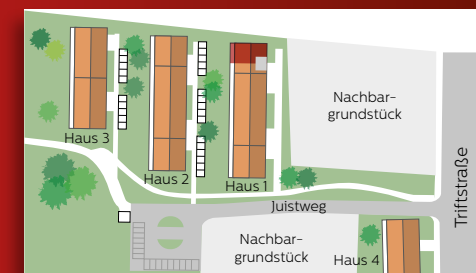 Nachbar-
grundstück
Haus 3
Haus 2
Haus 1
Juistweg
Triftstraße
Nachbar-
grundstück
Haus 4